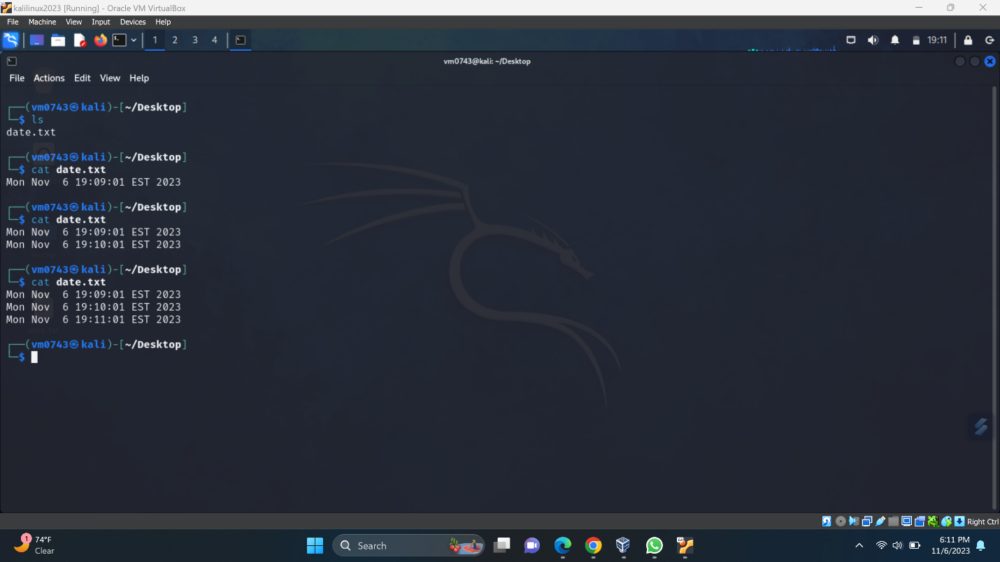 kalilinux2023 [Running] - Oracle VM VirtualBox
File Machine View Input Devices Help
1 2 3 4 19:11
vm0743@kali: ~/Desktop
File Actions Edit View Help
┌──(vm0743㉿kali)-[~/Desktop]
└─$ ls
date.txt
┌──(vm0743㉿kali)-[~/Desktop]
└─$ cat date.txt
Mon Nov  6 19:09:01 EST 2023
┌──(vm0743㉿kali)-[~/Desktop]
└─$ cat date.txt
Mon Nov  6 19:09:01 EST 2023
Mon Nov  6 19:10:01 EST 2023
┌──(vm0743㉿kali)-[~/Desktop]
└─$ cat date.txt
Mon Nov  6 19:09:01 EST 2023
Mon Nov  6 19:10:01 EST 2023
Mon Nov  6 19:11:01 EST 2023
┌──(vm0743㉿kali)-[~/Desktop]
└─$
Right Ctrl
1
74°F
Clear
Search
6:11 PM
11/6/2023